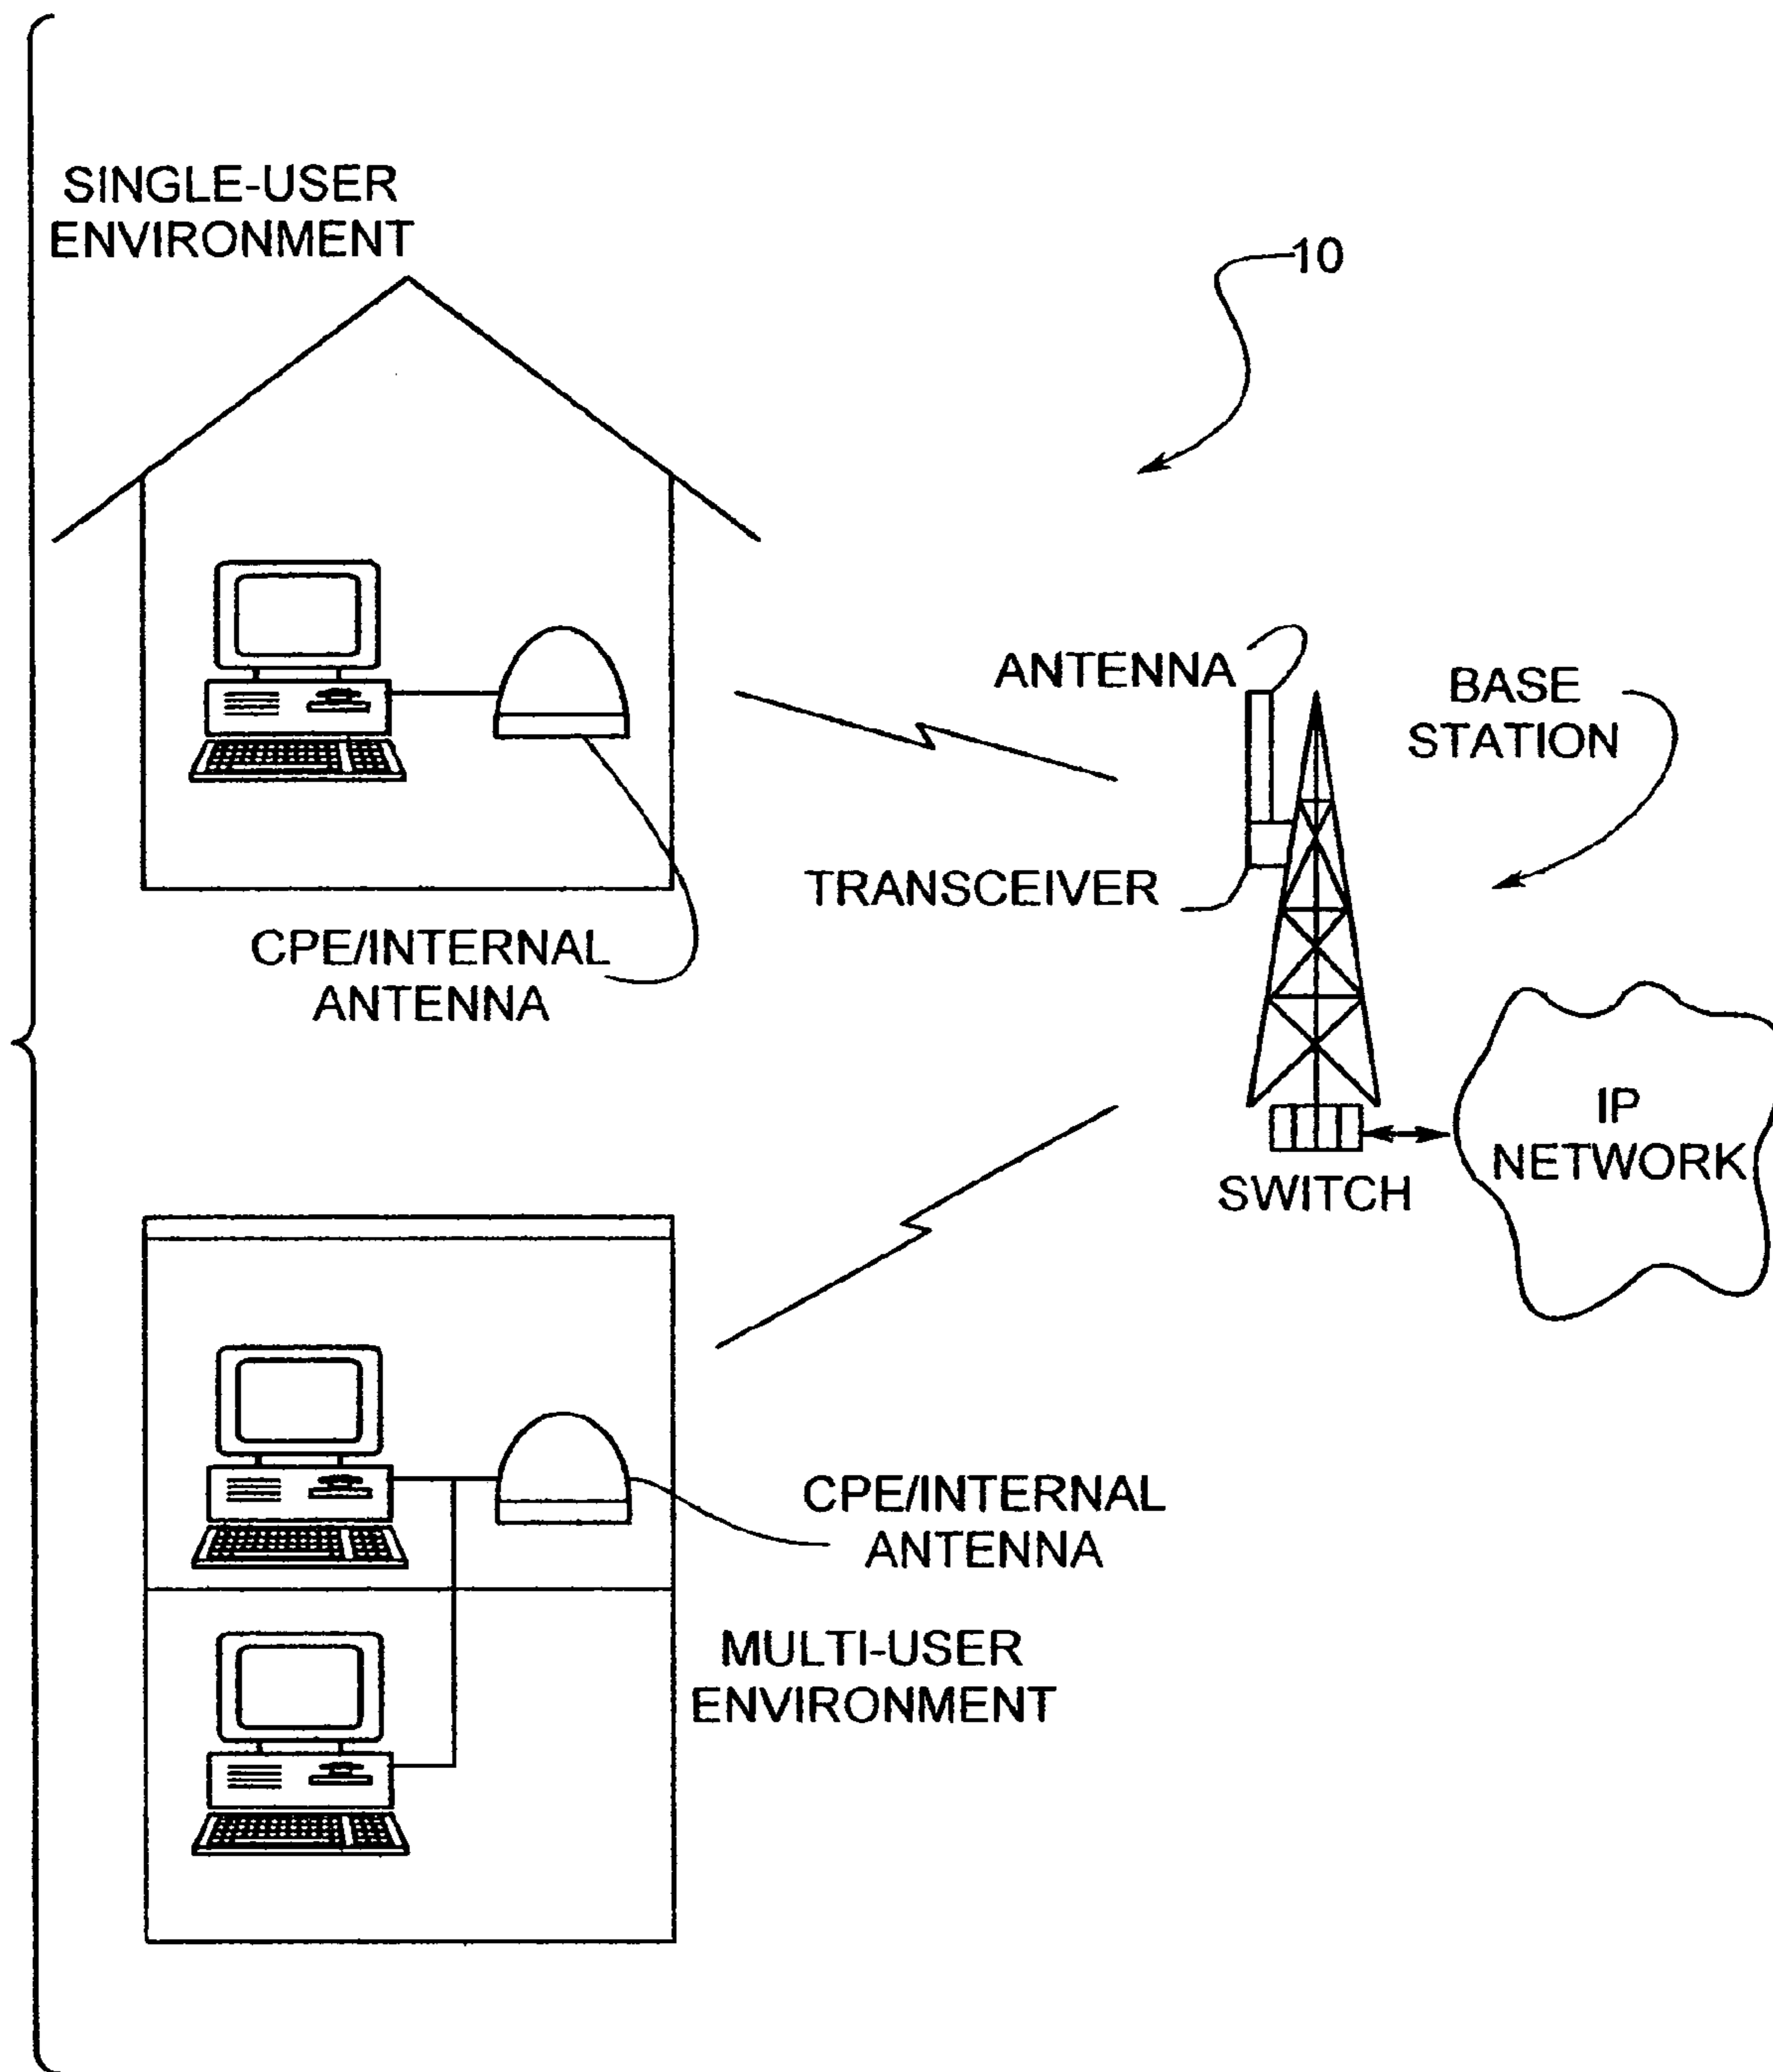 SINGLE-USER
ENVIRONMENT
10
ANTENNA
BASE
STATION
TRANSCEIVER
CPE/INTERNAL
ANTENNA
IP
NETWORK
SWITCH
CPE/INTERNAL
ANTENNA
MULTI-USER
ENVIRONMENT